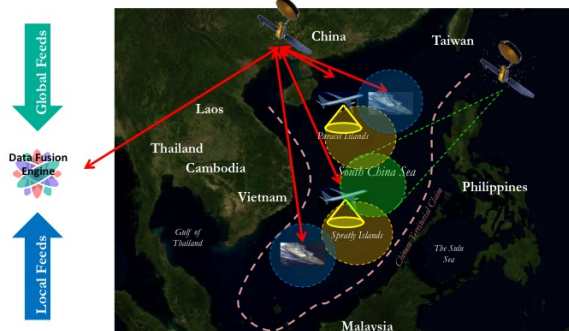 Global Feeds
Data Fusion
Engine
Local Feeds
China
Taiwan
Laos
Thailand
Cambodia
Vietnam
Paracel Islands
South China Sea
Philippines
Gulf of
Thailand
Spratly Islands
Chinese Territorial Claim
The Sulu
Sea
Malaysia